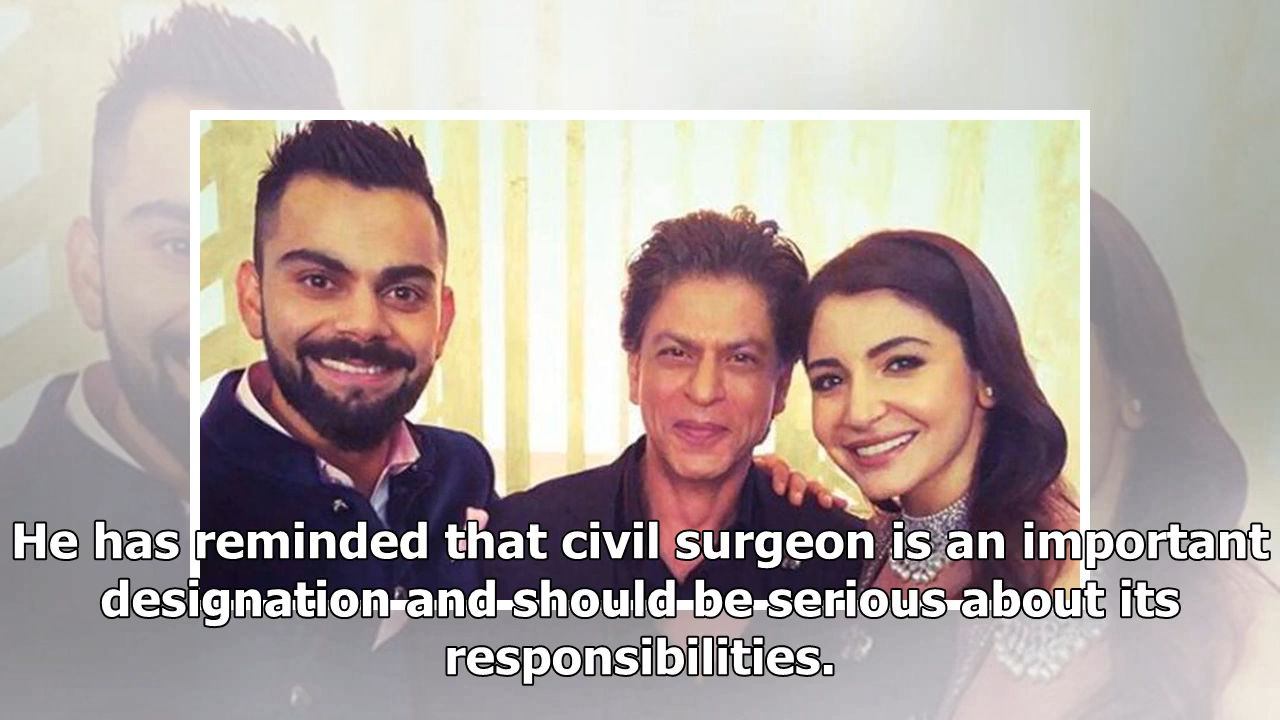 He has reminded that civil surgeon is an important
designation and should be serious about its
responsibilities.